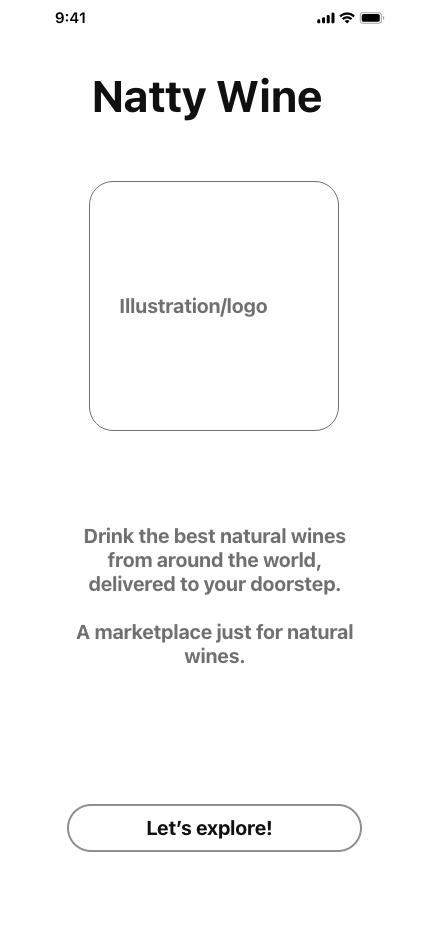 9:41
Natty Wine
Illustration/logo
Drink the best natural wines
from around the world,
delivered to your doorstep.
A marketplace just for natural
wines.
Let’s explore!